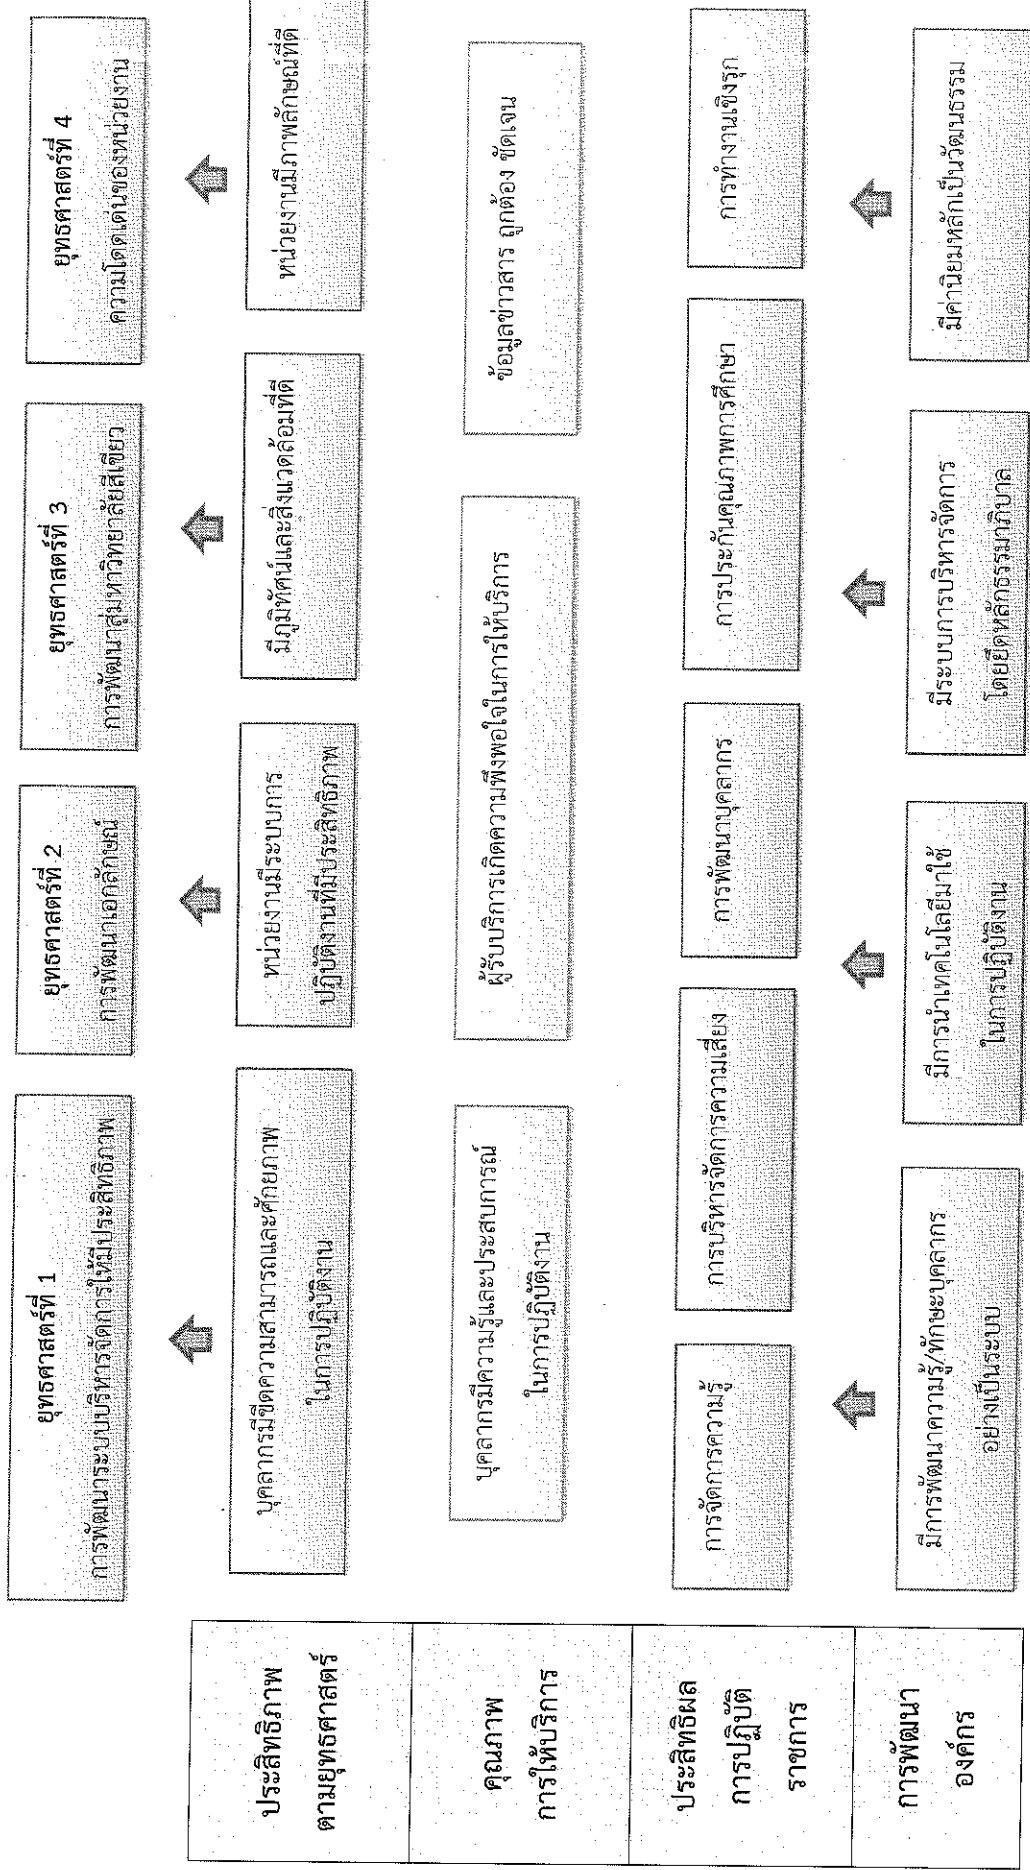 ยุทธศาสตร์ที่ 1
การพัฒนาระบบบริหารจัดการให้มีประสิทธิภาพ
ยุทธศาสตร์ที่ 2
การพัฒนาเอกลักษณ์
ยุทธศาสตร์ที่ 3
การพัฒนาสู่มหาวิทยาลัยสีเขียว
ยุทธศาสตร์ที่ 4
ความโดดเด่นของหน่วยงาน
ประสิทธิภาพ
ตามยุทธศาสตร์
บุคลากรมีขีดความสามารถและศักยภาพ
ในการปฏิบัติงาน
หน่วยงานมีระบบการ
ปฏิบัติงานที่มีประสิทธิภาพ
มีภูมิทัศน์และสิ่งแวดล้อมที่ดี
หน่วยงานมีภาพลักษณ์ที่ดี
คุณภาพ
การให้บริการ
บุคลากรมีความรู้และประสบการณ์
ในการปฏิบัติงาน
ผู้รับบริการเกิดความพึงพอใจในการให้บริการ
ข้อมูลข่าวสาร ถูกต้อง ชัดเจน
ประสิทธิผล
การปฏิบัติ
ราชการ
การจัดการความรู้
การบริหารจัดการความเสี่ยง
การพัฒนาบุคลากร
การประกันคุณภาพการศึกษา
การทำงานเชิงรุก
การพัฒนา
องค์กร
มีการพัฒนาความรู้/ทักษะบุคลากร
อย่างเป็นระบบ
มีการนำเทคโนโลยีมาใช้
ในการปฏิบัติงาน
มีระบบการบริหารจัดการ
โดยยึดหลักธรรมาภิบาล
มีค่านิยมหลักเป็นวัฒนธรรม